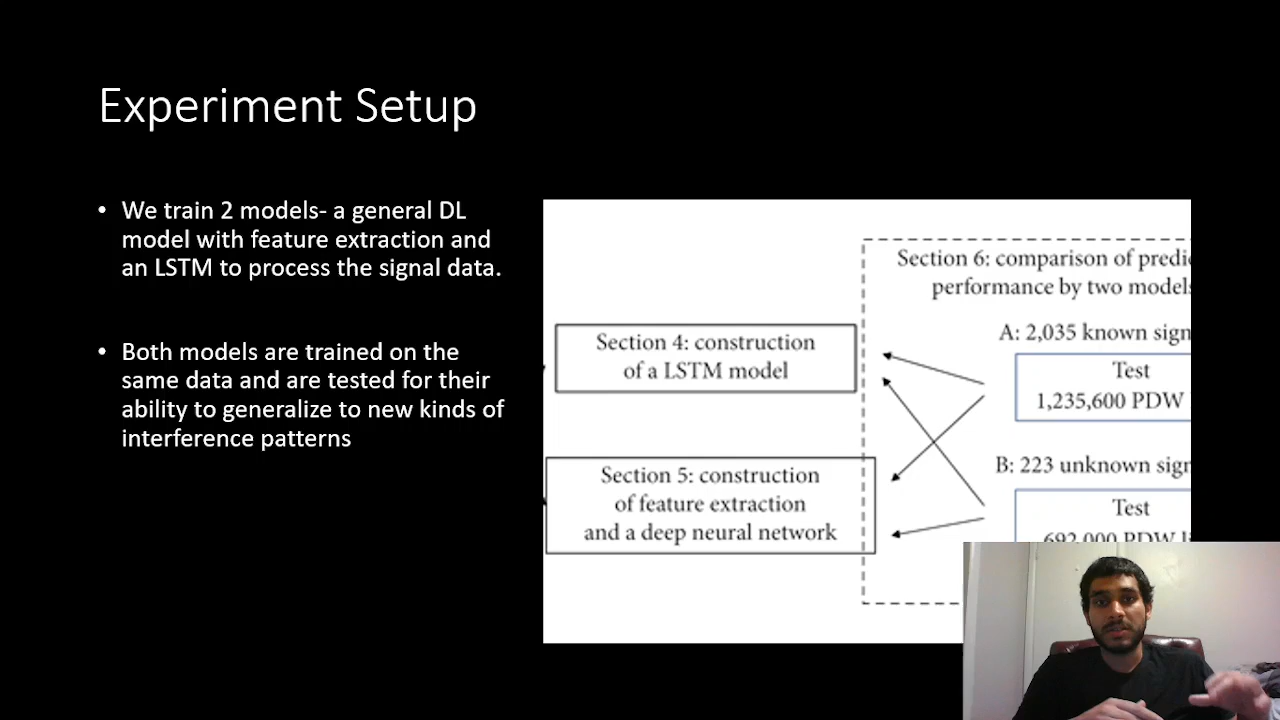 Experiment Setup
• We train 2 models- a general DL
model with feature extraction and
an LSTM to process the signal data.
• Both models are trained on the
same data and are tested for their
ability to generalize to new kinds of
interference patterns
Section 4: construction
of a LSTM model
Section 5: construction
of feature extraction
and a deep neural network
Section 6: comparison of
performance by two models
A: 2,035 known
Test
1,235,600 PDW
B: 223 unknown
Test
692,000 PDW